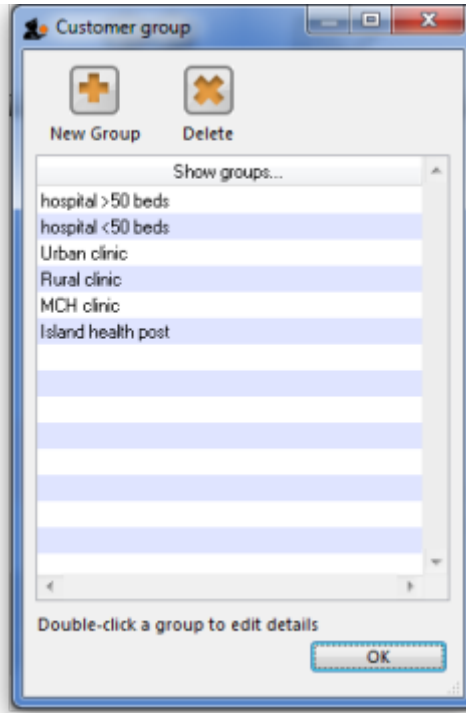 Customer group
New Group Delete
Show groups...
hospital >50 beds
hospital <50 beds
Urban clinic
Rural clinic
MCH clinic
Island health post
Double-click a group to edit details
OK